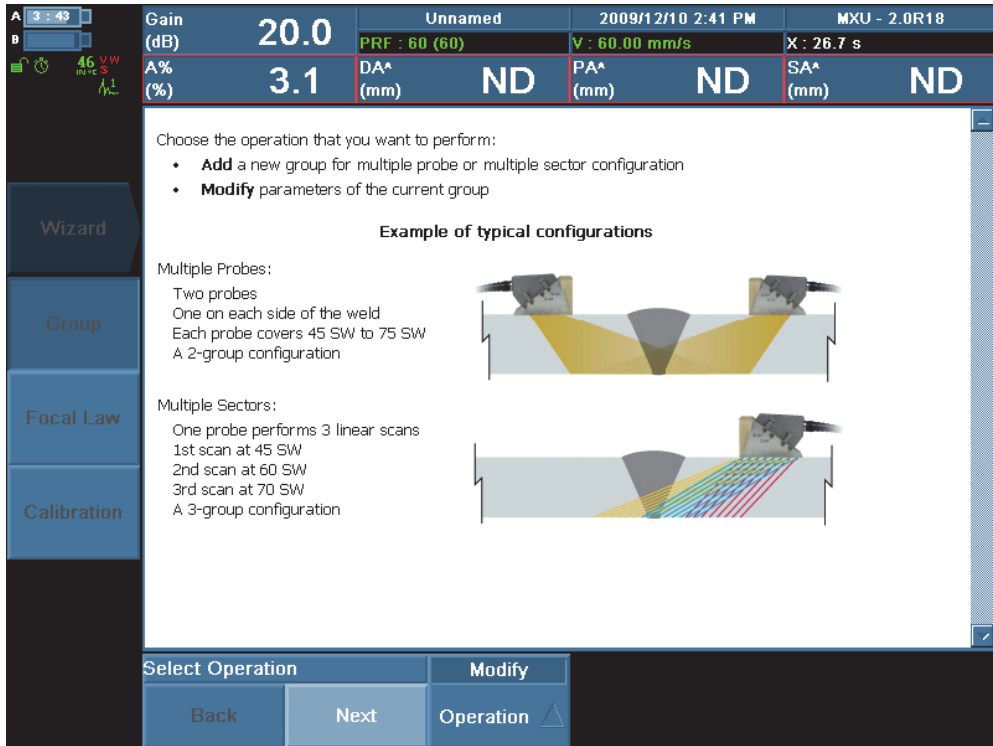 A 3 : 43
B
46 V W
IN °C S
Gain
(dB) 20.0
Unnamed
PRF : 60 (60)
2009/12/10 2:41 PM
V : 60.00 mm/s
MXU - 2.0R18
X : 26.7 s
A%
(%) 3.1
DA^
(mm) ND
PA^
(mm) ND
SA^
(mm) ND
Choose the operation that you want to perform:
• Add a new group for multiple probe or multiple sector configuration
• Modify parameters of the current group
Example of typical configurations
Multiple Probes:
Two probes
One on each side of the weld
Each probe covers 45 SW to 75 SW
A 2-group configuration
Multiple Sectors:
One probe performs 3 linear scans
1st scan at 45 SW
2nd scan at 60 SW
3rd scan at 70 SW
A 3-group configuration
Wizard
Group
Focal Law
Calibration
Select Operation
Back
Next
Modify
Operation